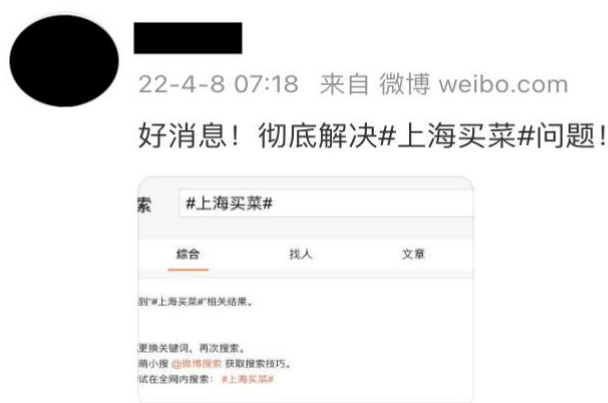 22-4-8 07:18 来自 微博 weibo.com
好消息！彻底解决#上海买菜#问题！
索 #上海买菜#
综合 找人 文章
到"#上海买菜#"相关结果。
更换关键词，再次搜索。
萌小搜 @微博搜索 获取搜索技巧。
试在全网内搜索： #上海买菜#